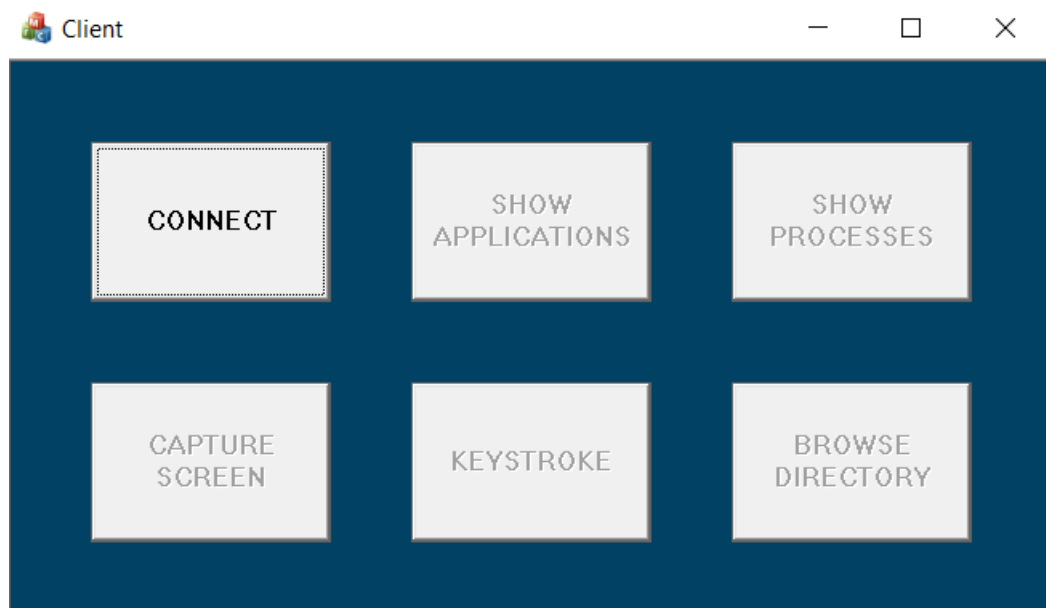 Client
CONNECT
SHOW
APPLICATIONS
SHOW
PROCESSES
CAPTURE
SCREEN
KEYSTROKE
BROWSE
DIRECTORY